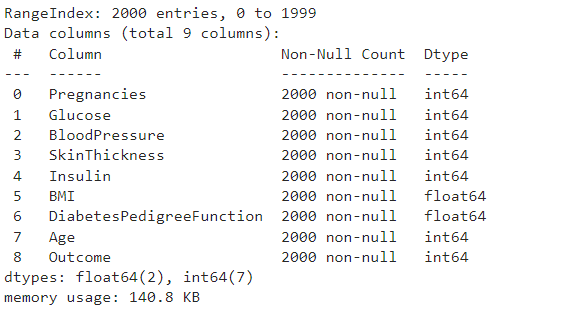 RangeIndex: 2000 entries, 0 to 1999
Data columns (total 9 columns):
 #   Column                    Non-Null Count  Dtype
---  ------                    --------------  -----
 0   Pregnancies               2000 non-null   int64
 1   Glucose                   2000 non-null   int64
 2   BloodPressure             2000 non-null   int64
 3   SkinThickness             2000 non-null   int64
 4   Insulin                   2000 non-null   int64
 5   BMI                       2000 non-null   float64
 6   DiabetesPedigreeFunction  2000 non-null   float64
 7   Age                       2000 non-null   int64
 8   Outcome                   2000 non-null   int64
dtypes: float64(2), int64(7)
memory usage: 140.8 KB